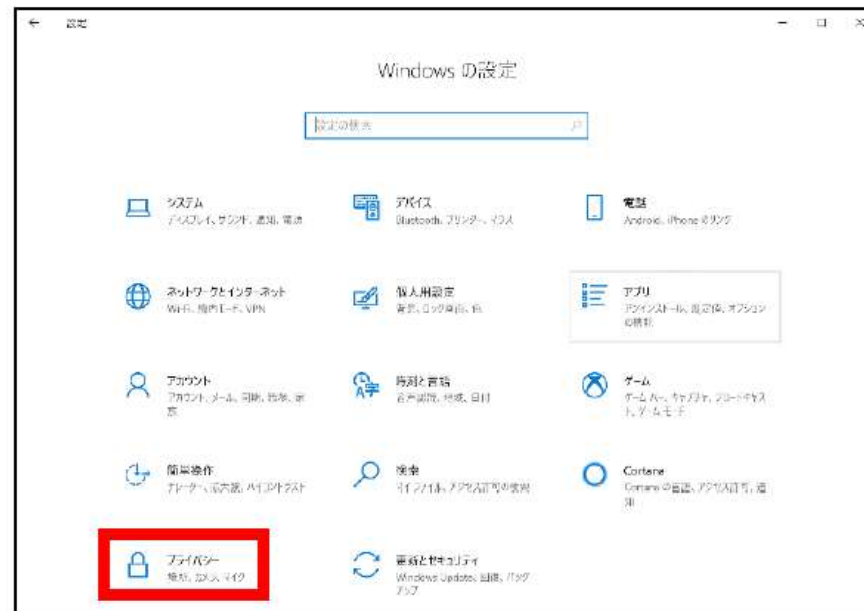 設定
Windows の設定
設定の検索
システム
ディスプレイ、サウンド、通知、電源
デバイス
Bluetooth、プリンター、マウス
電話
Android、iPhone のリンク
ネットワークとインターネット
Wi-Fi、機内モード、VPN
個人用設定
背景、ロック画面、色
アプリ
アンインストール、既定値、オプション
の機能
アカウント
アカウント、メール、同期、職場、家
族
時刻と言語
音声認識、地域、日付
ゲーム
ゲーム バー、キャプチャ、ブロードキャス
ト、ゲーム モード
簡単操作
ナレーター、拡大鏡、ハイコントラスト
検索
マイ ファイル、アクセス許可の検索
Cortana
Cortana の言語、アクセス許可、通
知
プライバシー
場所、カメラ、マイク
更新とセキュリティ
Windows Update、回復、バック
アップ